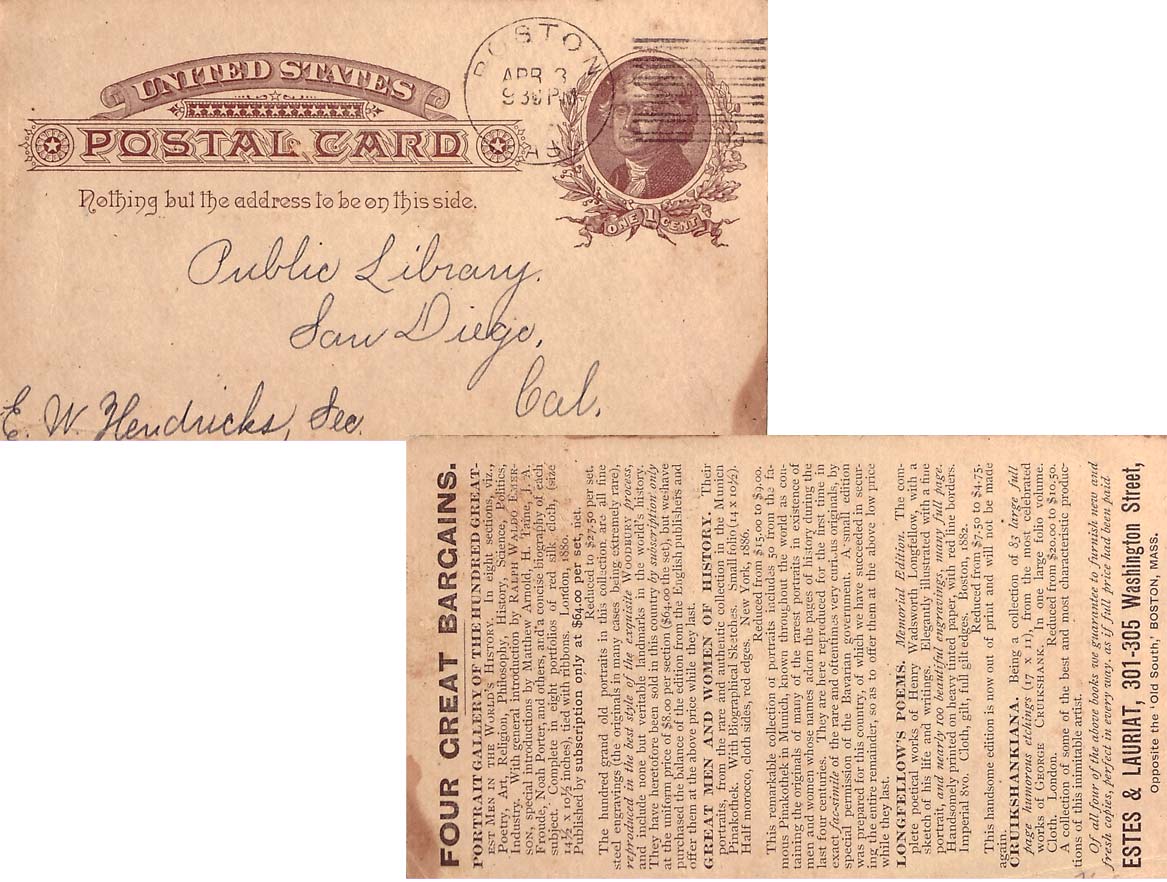 UNITED STATES
POSTAL CARD
Nothing but the address to be on this side.
BOSTON
APR 3
9 30 PM
ONE 1 CENT
Public Library.
San Diego,
Cal.
E. W. Hendricks, Sec.
FOUR GREAT BARGAINS.
PORTRAIT GALLERY OF THE HUNDRED GREAT-
EST MEN IN THE WORLD'S HISTORY. In eight sections, viz.,
Poetry, Art, Religion, Philosophy, History, Science, Politics,
Industry. With general introduction by RALPH WALDO EMER-
SON, special introductions by Matthew Arnold, H. Taine, J. A.
Froude, Noah Porter, and others, and a concise biography of each
subject. Complete in eight portfolios of red silk cloth, (size
14½ x 10½ inches), tied with ribbons. London, 1880.
Published by subscription only at $64.00 per set, net.
Reduced to $27.50 per set.
The hundred grand old portraits in this collection are all fine
steel engravings (the originals in many cases being extremely rare),
reproduced in the best style of the exquisite WOODBURY process,
and include none but veritable landmarks in the world's history.
They have heretofore been sold in this country by subscription only
at the uniform price of $8.00 per section ($64.00 the set), but we have
purchased the balance of the edition from the English publishers and
offer them at the above price while they last.
GREAT MEN AND WOMEN OF HISTORY. Their
Portraits, from the rare and authentic collection in the Munich
Pinakothek. With Biographical Sketches. Small folio (14 x 10½).
Half morocco, cloth sides, red edges. New York, 1886.
Reduced from $15.00 to $9.00.
This remarkable collection of portraits includes 50 from the fa-
mous Pinakothek in Munich, known throughout the world as con-
taining the originals of many of the rarest portraits in existence of
men and women whose names adorn the pages of history during the
last four centuries. They are here reproduced for the first time in
exact fac-simile of the rare and oftentimes very curious originals, by
special permission of the Bavarian government. A small edition
was prepared for this country, of which we have succeeded in secur-
ing the entire remainder, so as to offer them at the above low price
while they last.
LONGFELLOW'S POEMS. Memorial Edition. The com-
plete poetical works of Henry Wadsworth Longfellow, with a
sketch of his life and writings. Elegantly illustrated with a fine
portrait, and nearly 100 beautiful engravings, many full page.
Handsomely printed on heavy tinted paper, with red line borders.
Imperial 8vo. Cloth, gilt, full gilt edges. Boston, 1882.
Reduced from $7.50 to $4.75.
This handsome edition is now out of print and will not be made
again.
CRUIKSHANKIANA. Being a collection of 83 large full
page humorous etchings (17 x 11), from the most celebrated
works of GEORGE CRUIKSHANK. In one large folio volume.
Cloth. London. Reduced from $20.00 to $10.50.
A collection of some of the best and most characteristic produc-
tions of this inimitable artist.
Of all four of the above books we guarantee to furnish new and
fresh copies, perfect in every way, as if full price had been paid.
ESTES & LAURIAT, 301-305 Washington Street,
Opposite the 'Old South,' BOSTON, MASS.